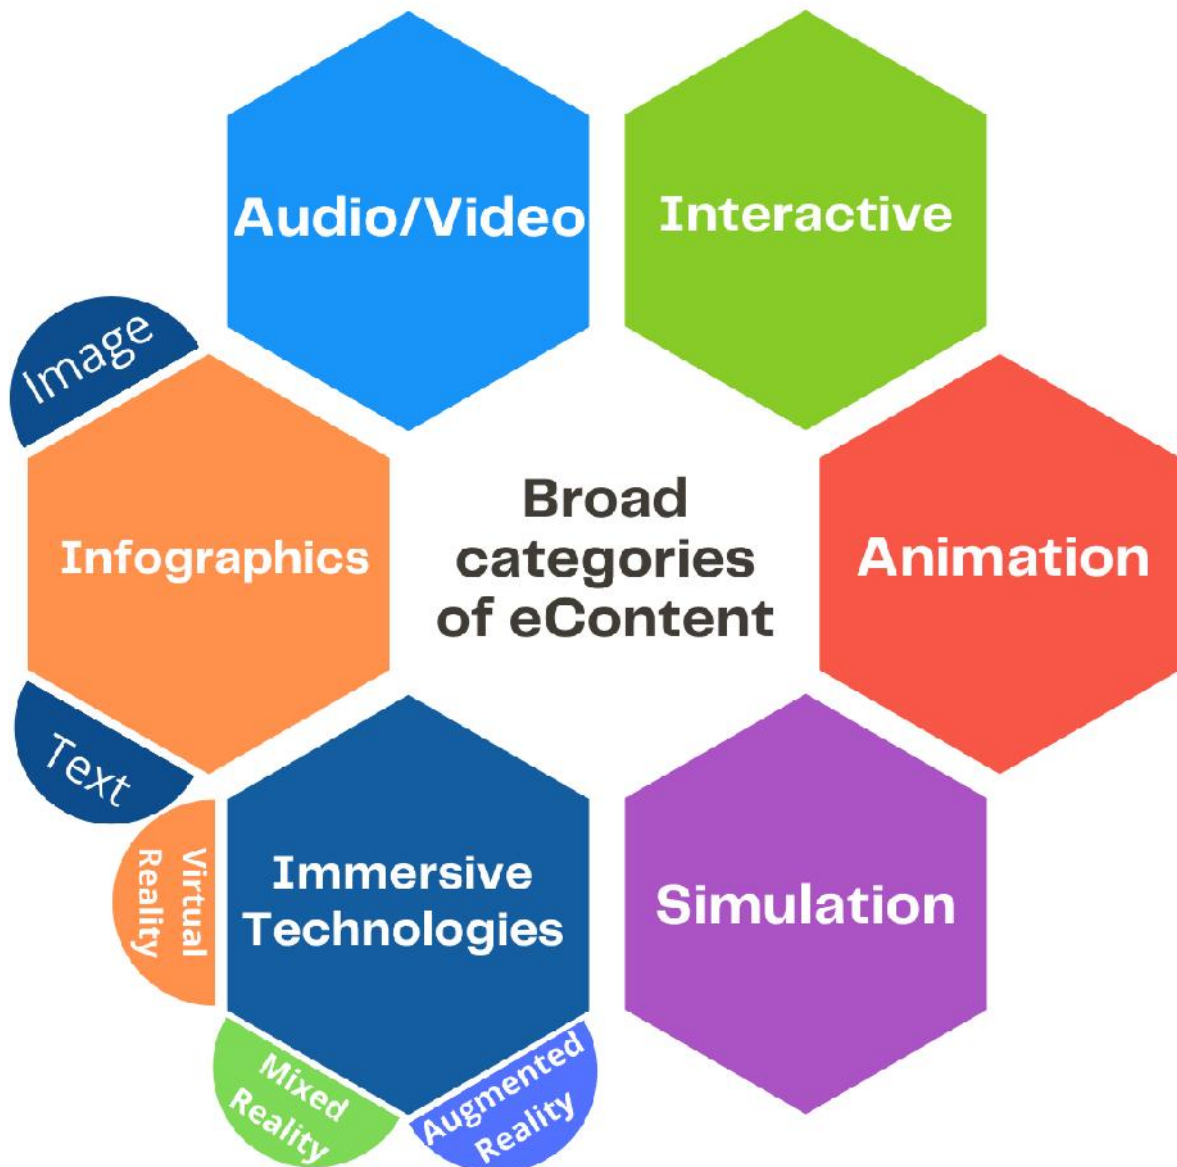 Audio/Video
Interactive
Image
Infographics
Broad
categories
of eContent
Animation
Text
Virtual
Reality
Immersive
Technologies
Simulation
Mixed
Reality
Augmented
Reality